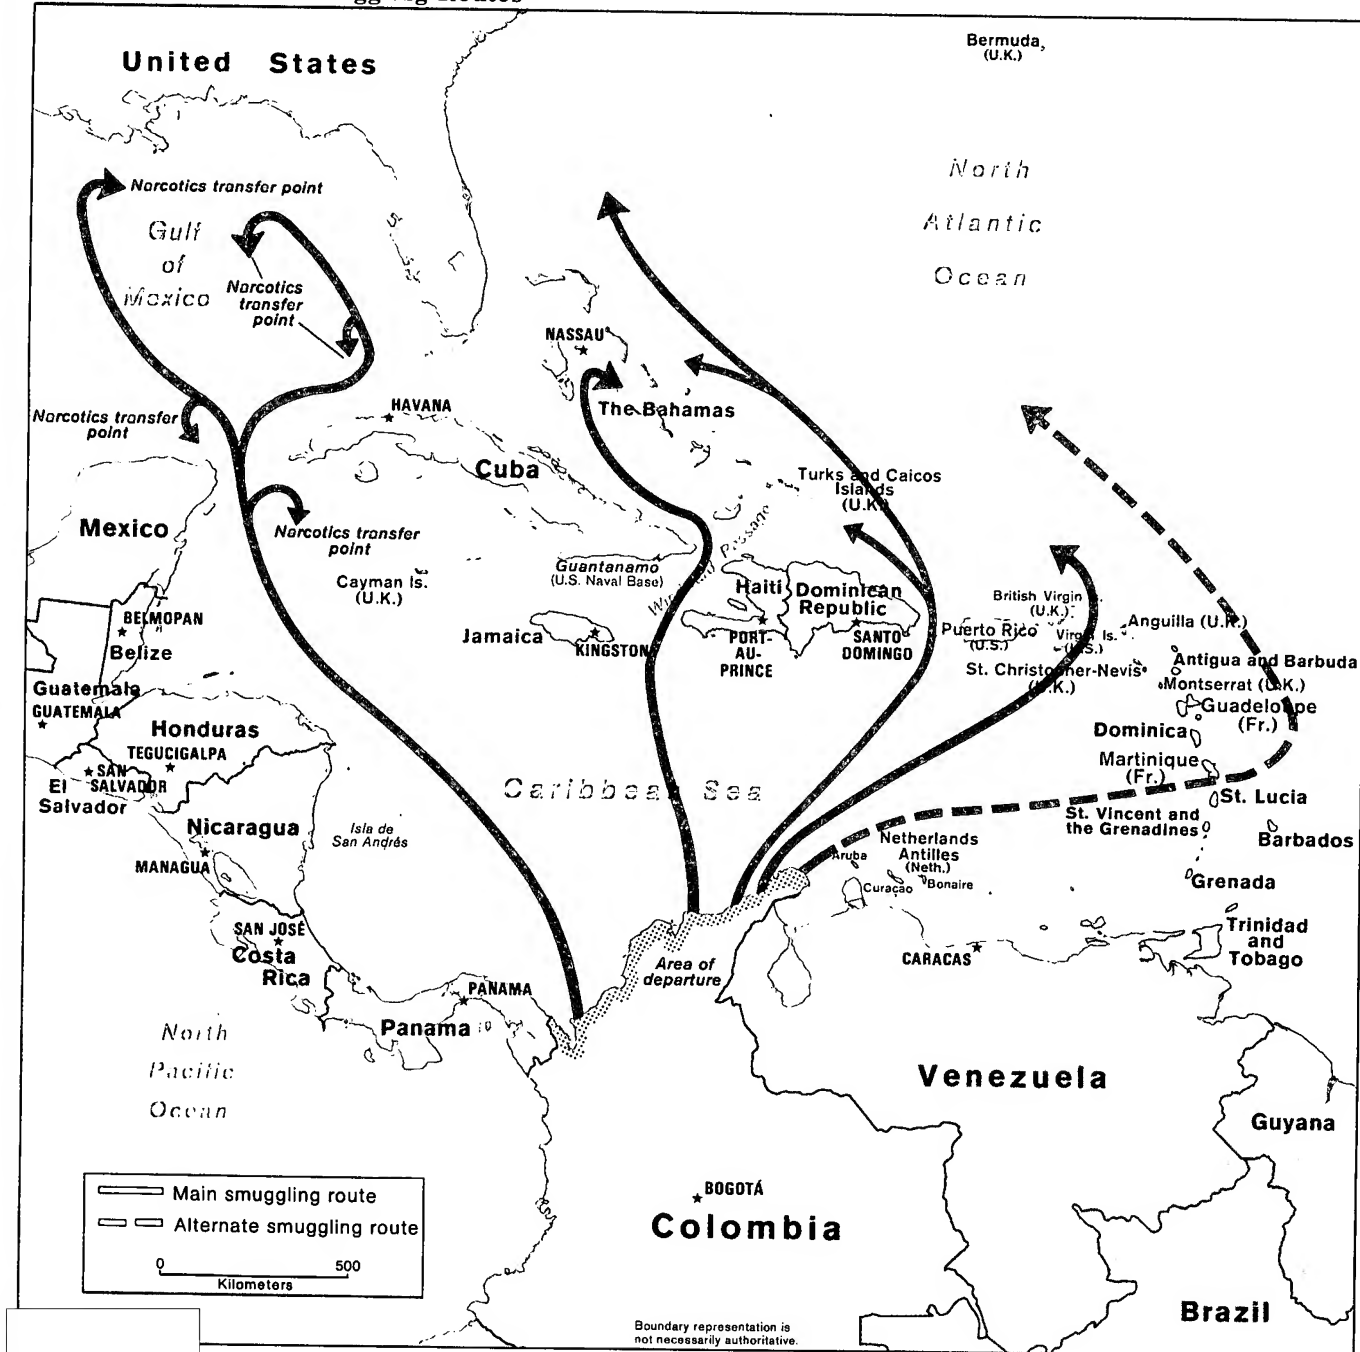 Routes
United States
Bermuda
(U.K.)
North
Atlantic
Ocean
Narcotics transfer point
Gulf
of
Mexico
Narcotics
transfer
point
NASSAU
The Bahamas
Narcotics transfer
point
HAVANA
Cuba
Turks and Caicos
Islands
(U.K.)
Mexico
Narcotics transfer
point
Cayman Is.
(U.K.)
Guantanamo
(U.S. Naval Base)
Passage
Haiti
Dominican
Republic
British Virgin
(U.K.)
Anguilla (U.K.)
BELMOPAN
Belize
Jamaica
KINGSTON
PORT-
AU-
PRINCE
SANTO
DOMINGO
Puerto Rico
(U.S.)
Virgin Is.
(U.S.)
St. Christopher-Nevis
(U.K.)
Antigua and Barbuda
Montserrat (U.K.)
Guadeloupe
(Fr.)
Guatemala
GUATEMALA
Honduras
TEGUCIGALPA
Dominica
Martinique
(Fr.)
SAN
SALVADOR
El
Salvador
Caribbean Sea
St. Lucia
St. Vincent and
the Grenadines
Barbados
Nicaragua
MANAGUA
Isla de
San Andrés
Netherlands
Antilles
(Neth.)
Aruba
Curaçao
Bonaire
Grenada
SAN JOSÉ
Costa
Rica
Area of
departure
CARACAS
Trinidad
and
Tobago
PANAMA
Panama
North
Pacific
Ocean
Venezuela
Guyana
BOGOTÁ
Colombia
Brazil
Main smuggling route
Alternate smuggling route
0 500
Kilometers
Boundary representation is
not necessarily authoritative.